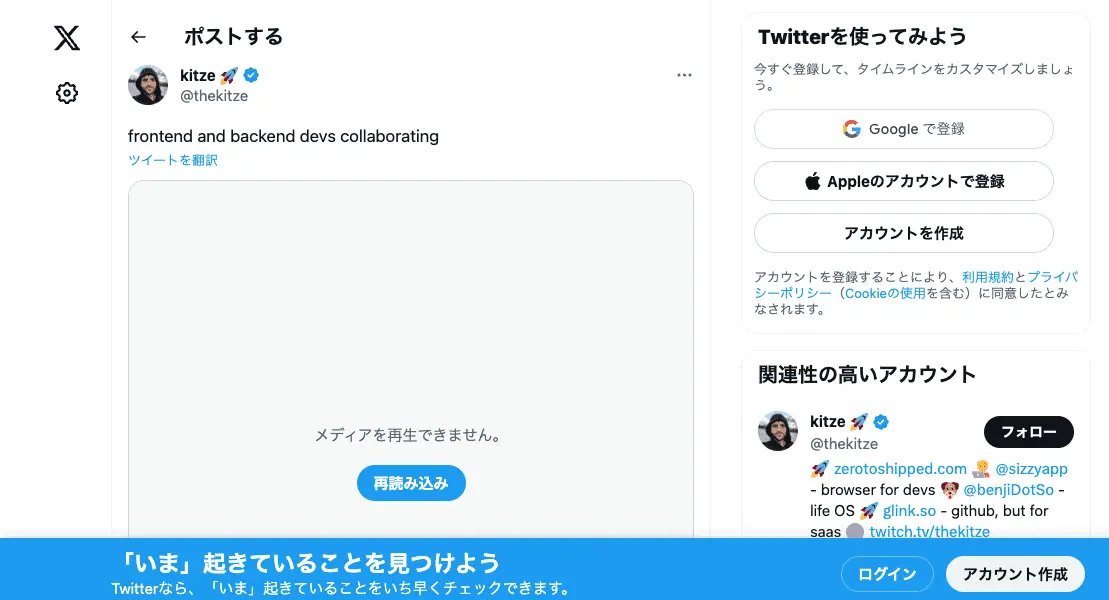 ポストする
kitze 🚀
@thekitze
frontend and backend devs collaborating
ツイートを翻訳
メディアを再生できません。
再読み込み
Twitterを使ってみよう
今すぐ登録して、タイムラインをカスタマイズしましょ
う。
Google で登録
Appleのアカウントで登録
アカウントを作成
アカウントを登録することにより、利用規約とプライバ
シーポリシー（Cookieの使用を含む）に同意したとみ
なされます。
関連性の高いアカウント
kitze 🚀
@thekitze
フォロー
🚀 zerotoshipped.com 🧑‍💻 @sizzyapp
- browser for devs 🐶 @benjiDotSo -
life OS 🚀 glink.so - github, but for
saas twitch.tv/thekitze
「いま」起きていることを見つけよう
Twitterなら、「いま」起きていることをいち早くチェックできます。
ログイン
アカウント作成